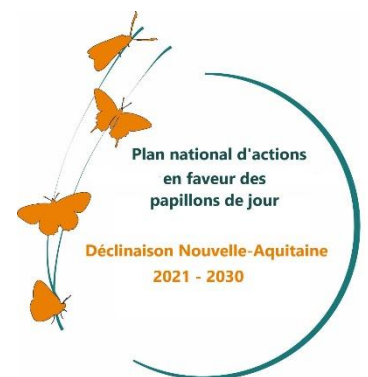 Plan national d'actions
en faveur des
papillons de jour
Déclinaison Nouvelle-Aquitaine
2021 - 2030